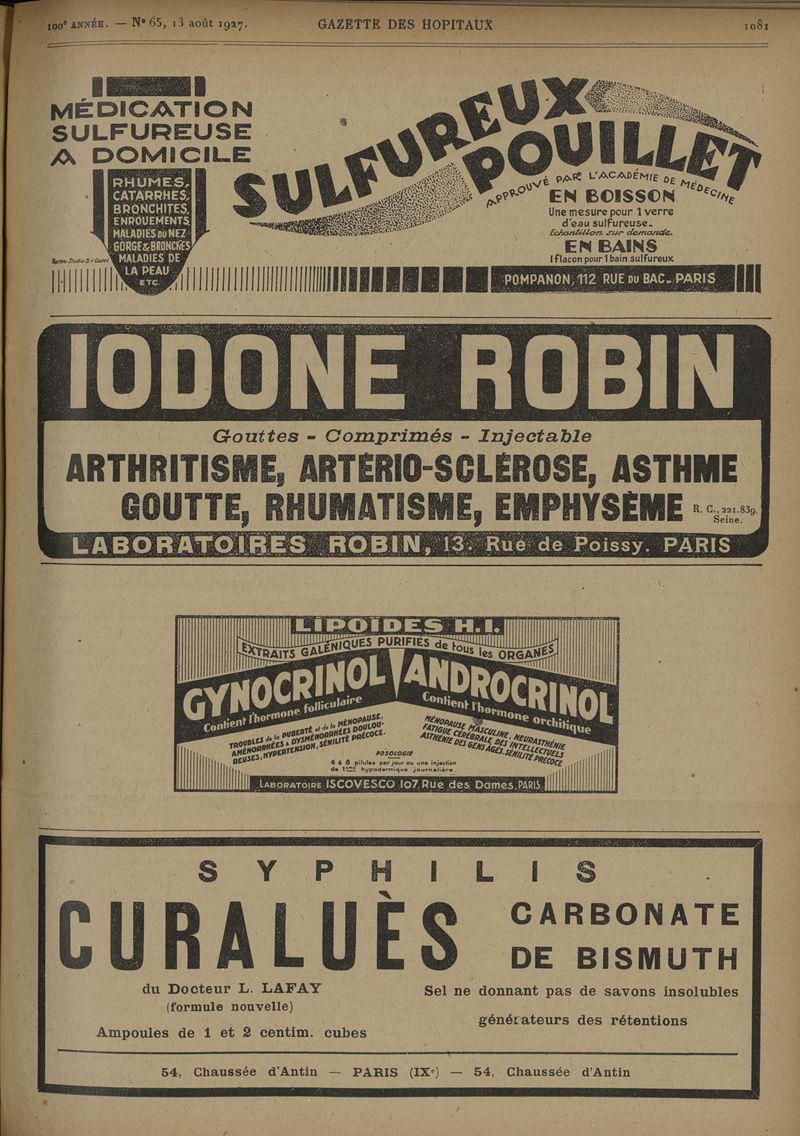 100e ANNÉE. — N° 65, 13 août 1927. GAZETTE DES HOPITAUX 1081
MÉDICATION
SULFUREUSE
A DOMICILE
RHUMES,
CATARRHES,
BRONCHITES,
ENROUEMENTS,
MALADIES DU NEZ
GORGE & BRONCHES
MALADIES DE
LA PEAU
ETC.
SULFUREUX
POUILLET
APPROUVÉ PAR L'ACADÉMIE DE MÉDECINE
EN BOISSON
Une mesure pour 1 verre
d'eau sulfureuse.
Echantillon sur demande.
EN BAINS
1 flacon pour 1 bain sulfureux
POMPANON, 112 RUE DU BAC. PARIS
IODONE ROBIN
Gouttes - Comprimés - Injectable
ARTHRITISME, ARTÉRIO-SCLÉROSE, ASTHME
GOUTTE, RHUMATISME, EMPHYSÈME
R. C., 221.839.
Seine.
LABORATOIRES ROBIN, 13. Rue de Poissy. PARIS
LIPOÏDES H.I.
EXTRAITS GALÉNIQUES PURIFIES de tous les ORGANES
GYNOCRINOL
Contient l'hormone folliculaire
TROUBLES de la PUBERTÉ et de la MÉNOPAUSE,
AMÉNORRHÉES & DYSMÉNORRHÉES DOULOU-
REUSES, HYPERTENSION, SÉNILITÉ PRÉCOCE.
ANDROCRINOL
Contient l'hormone orchitique
MÉNOPAUSE MASCULINE, NEURASTHÉNIE
FATIGUE CÉRÉBRALE DES INTELLECTUELS
ASTHÉNIE DES GENS AGÉS, SÉNILITÉ PRÉCOCE
POSOLOGIE
6 à 8 pilules par jour ou une injection
de 1cm3 hypodermique journalière
LABORATOIRE ISCOVESCO 107, Rue des Dames, PARIS
SYPHILIS
CURALUÈS
CARBONATE
DE BISMUTH
du Docteur L. LAFAY
(formule nouvelle)
Ampoules de 1 et 2 centim. cubes
Sel ne donnant pas de savons insolubles
générateurs des rétentions
54, Chaussée d'Antin — PARIS (IXe) — 54, Chaussée d'Antin